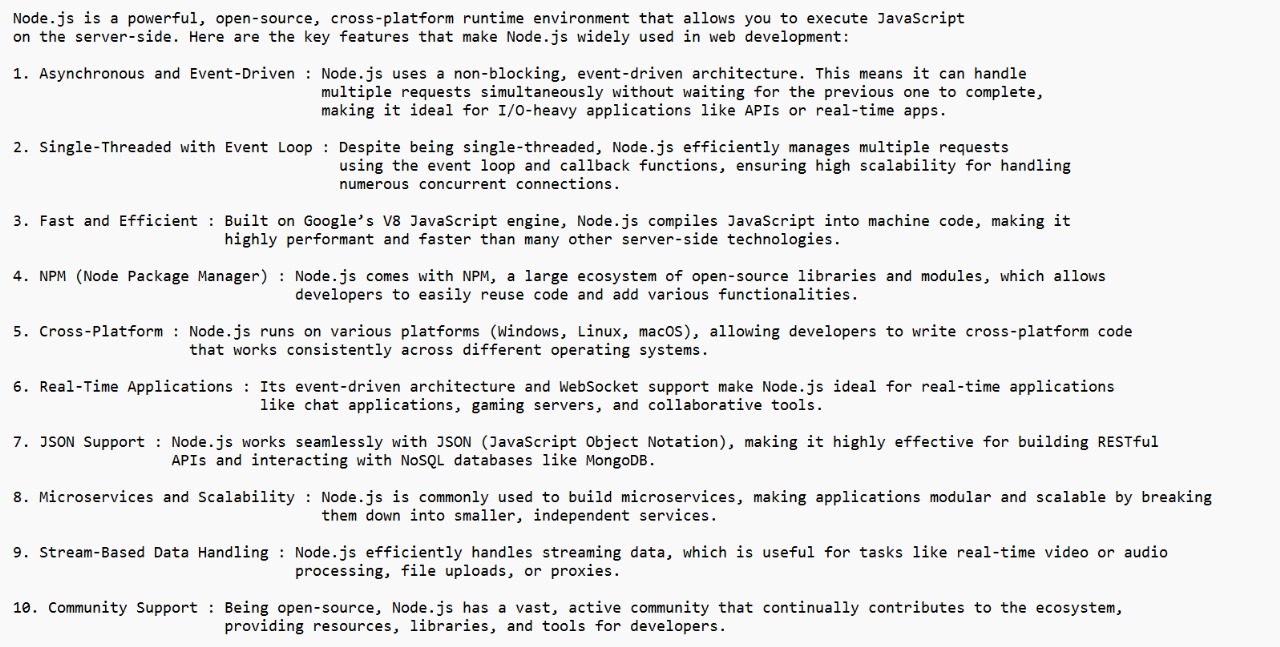 Node.js is a powerful, open-source, cross-platform runtime environment that allows you to execute JavaScript
on the server-side. Here are the key features that make Node.js widely used in web development:
1. Asynchronous and Event-Driven : Node.js uses a non-blocking, event-driven architecture. This means it can handle
multiple requests simultaneously without waiting for the previous one to complete,
making it ideal for I/O-heavy applications like APIs or real-time apps.
2. Single-Threaded with Event Loop : Despite being single-threaded, Node.js efficiently manages multiple requests
using the event loop and callback functions, ensuring high scalability for handling
numerous concurrent connections.
3. Fast and Efficient : Built on Google’s V8 JavaScript engine, Node.js compiles JavaScript into machine code, making it
highly performant and faster than many other server-side technologies.
4. NPM (Node Package Manager) : Node.js comes with NPM, a large ecosystem of open-source libraries and modules, which allows
developers to easily reuse code and add various functionalities.
5. Cross-Platform : Node.js runs on various platforms (Windows, Linux, macOS), allowing developers to write cross-platform code
that works consistently across different operating systems.
6. Real-Time Applications : Its event-driven architecture and WebSocket support make Node.js ideal for real-time applications
like chat applications, gaming servers, and collaborative tools.
7. JSON Support : Node.js works seamlessly with JSON (JavaScript Object Notation), making it highly effective for building RESTful
APIs and interacting with NoSQL databases like MongoDB.
8. Microservices and Scalability : Node.js is commonly used to build microservices, making applications modular and scalable by breaking
them down into smaller, independent services.
9. Stream-Based Data Handling : Node.js efficiently handles streaming data, which is useful for tasks like real-time video or audio
processing, file uploads, or proxies.
10. Community Support : Being open-source, Node.js has a vast, active community that continually contributes to the ecosystem,
providing resources, libraries, and tools for developers.